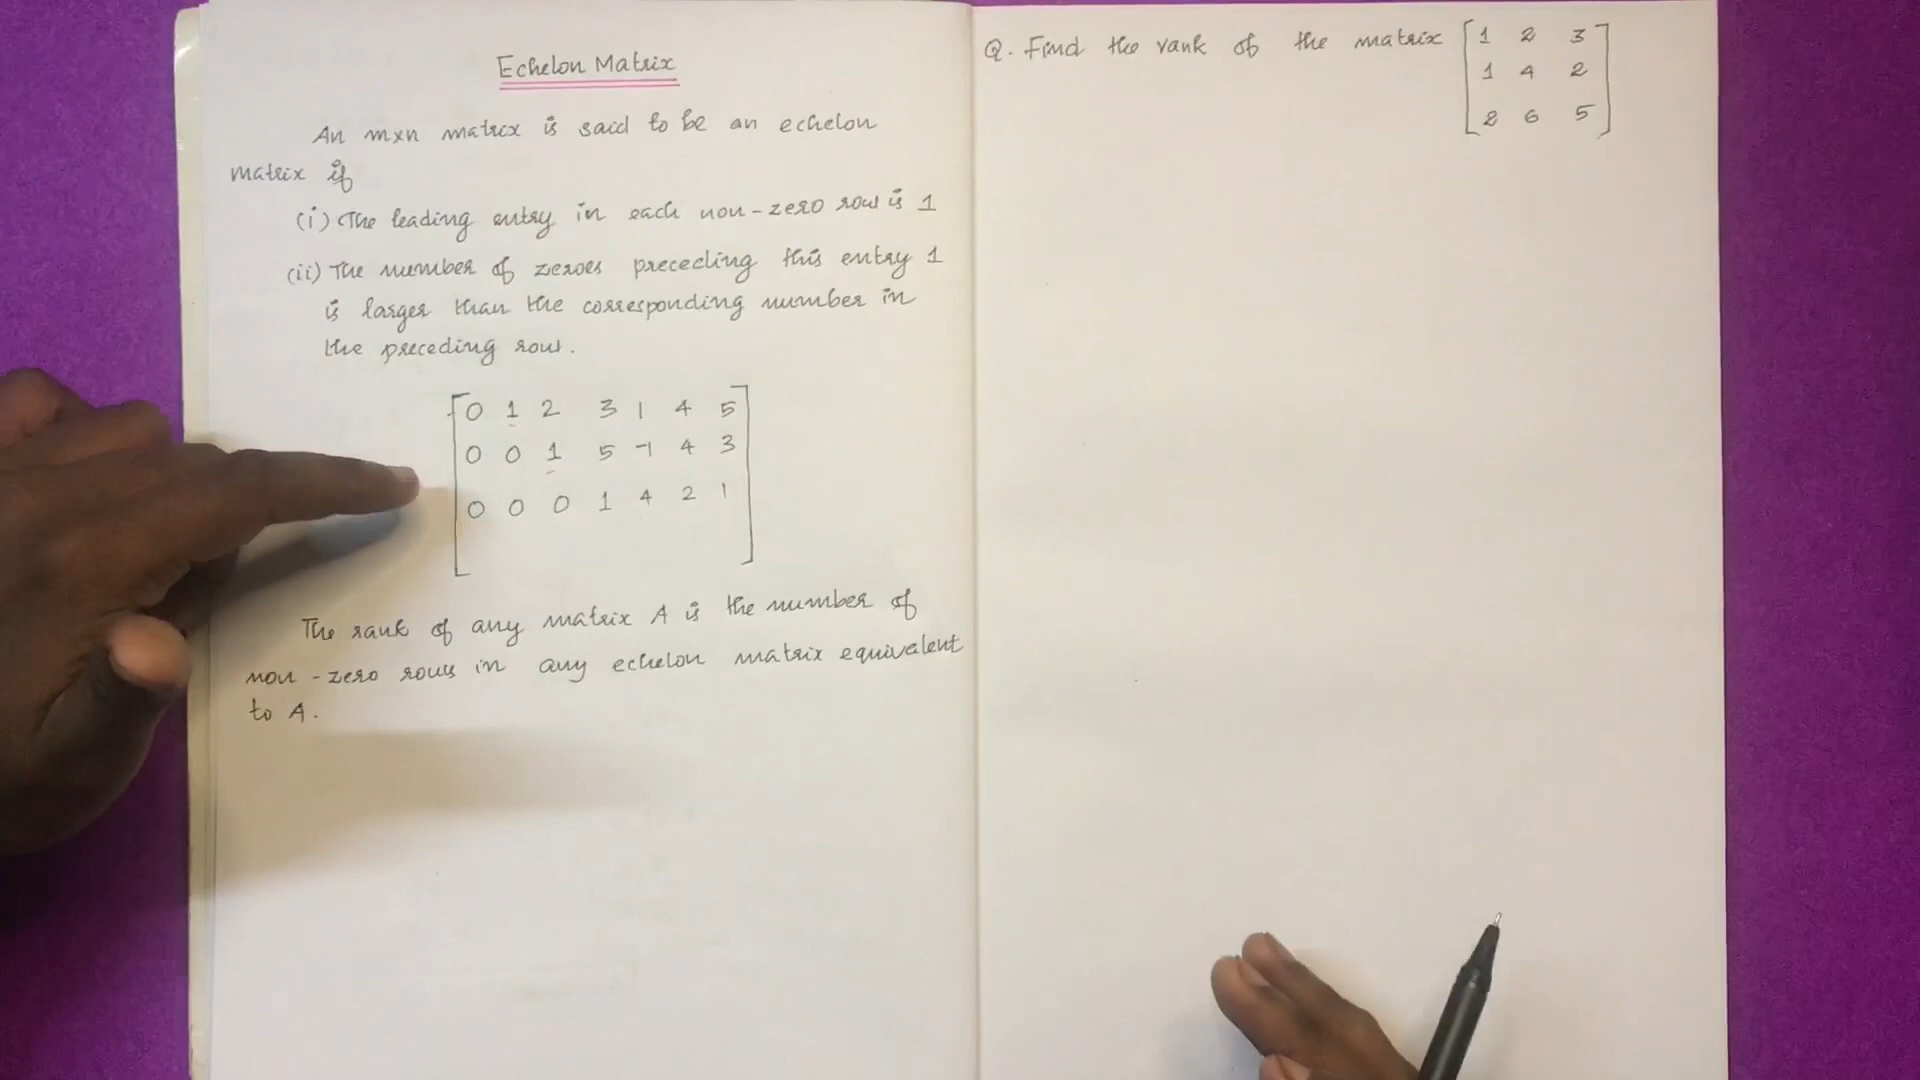 Echelon Matrix
An mxn matrix is said to be an echelon
matrix if
(i) The leading entry in each non-zero row is 1
(ii) The number of zeroes preceding this entry 1
is larger than the corresponding number in
the preceding row.
0 1 2 3 1 4 5
0 0 1 5 -1 4 3
0 0 0 1 4 2 1
The rank of any matrix A is the number of
non-zero rows in any echelon matrix equivalent
to A.
Q. Find the rank of the matrix
1 2 3
1 4 2
2 6 5